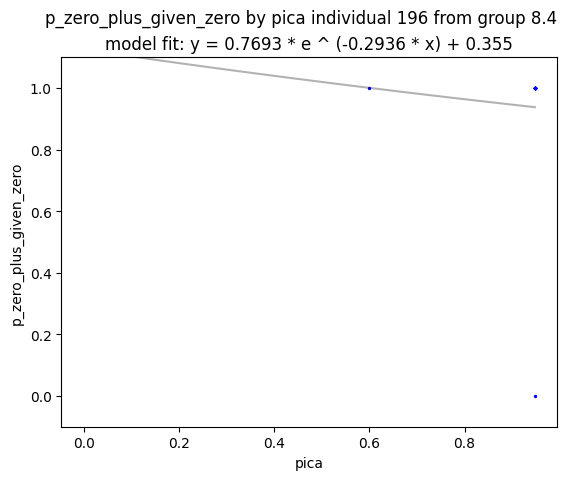 p_zero_plus_given_zero by pica individual 196 from group 8.4
model fit: y = 0.7693 * e ^ (-0.2936 * x) + 0.355
1.0
0.8
0.6
0.4
0.2
0.0
p_zero_plus_given_zero
0.0 0.2 0.4 0.6 0.8
pica